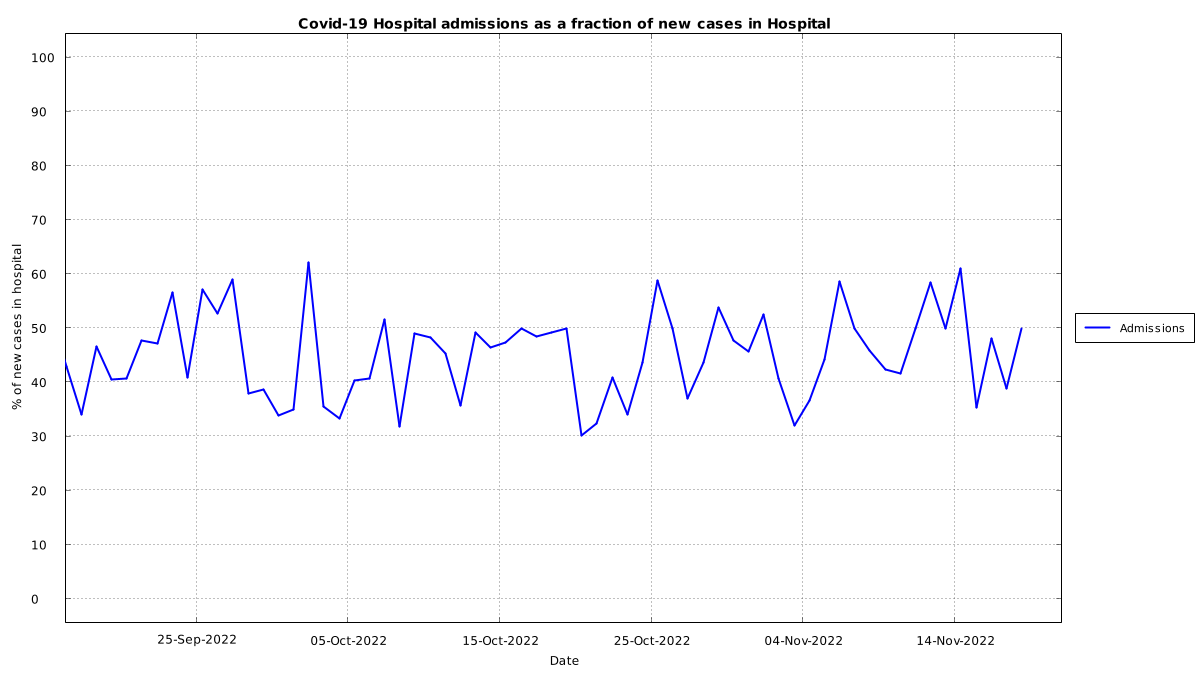 Covid-19 Hospital admissions as a fraction of new cases in Hospital
100
90
80
70
60
50
40
30
20
10
0
% of new cases in hospital
25-Sep-2022
05-Oct-2022
15-Oct-2022
25-Oct-2022
04-Nov-2022
14-Nov-2022
Date
Admissions